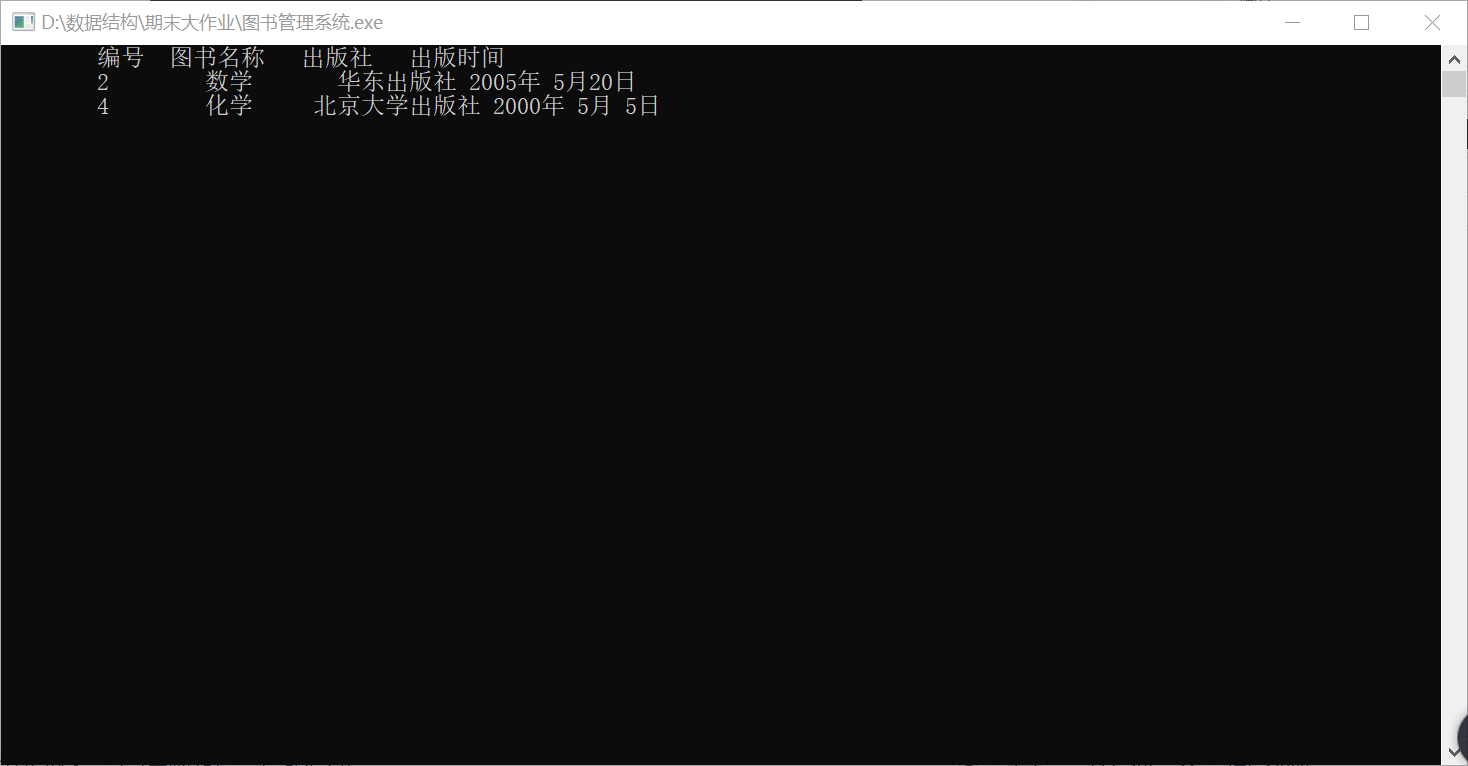 D:\数据结构\期末大作业\图书管理系统.exe
编号  图书名称   出版社   出版时间
2        数学       华东出版社 2005年 5月20日
4        化学     北京大学出版社 2000年 5月 5日